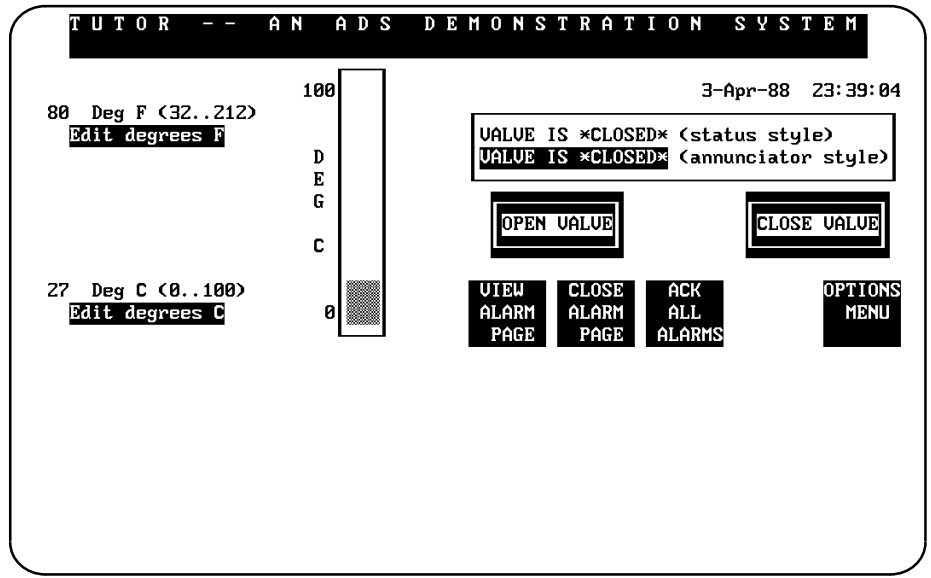 TUTOR -- AN ADS DEMONSTRATION SYSTEM
3-Apr-88 23:39:04
80 Deg F (32..212)
Edit degrees F
27 Deg C (0..100)
Edit degrees C
100
DEG C
0
VALVE IS *CLOSED* (status style)
VALVE IS *CLOSED* (annunciator style)
OPEN VALVE
CLOSE VALVE
VIEW
ALARM
PAGE
CLOSE
ALARM
PAGE
ACK
ALL
ALARMS
OPTIONS
MENU